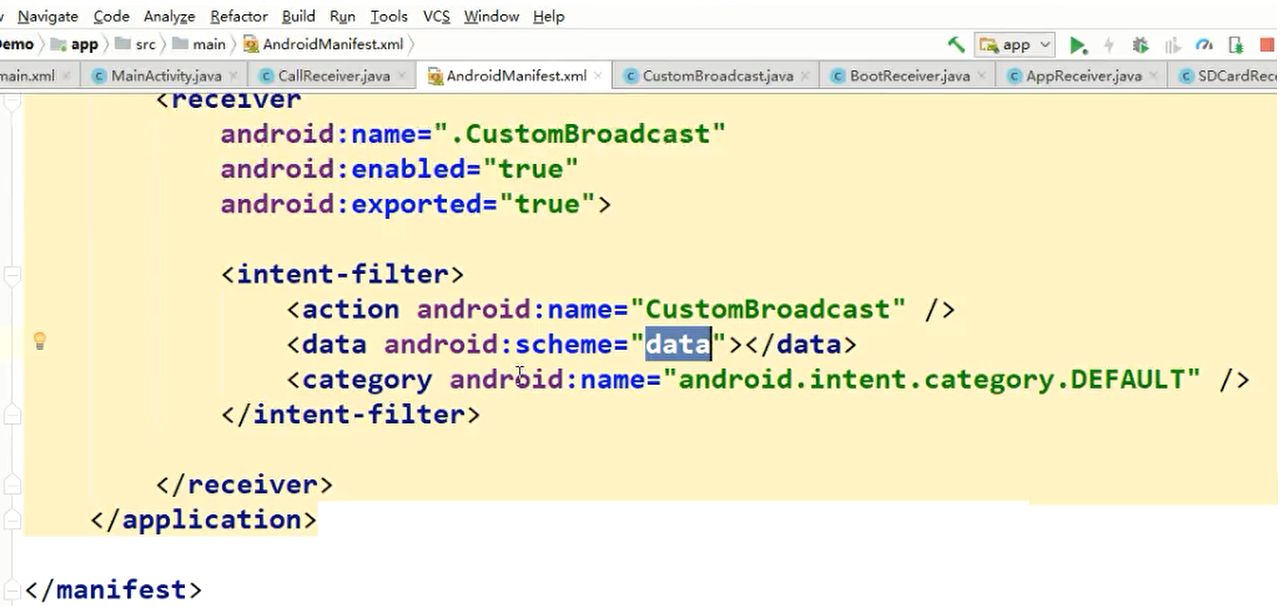 Navigate Code Analyze Refactor Build Run Tools VCS Window Help
Demo app src main AndroidManifest.xml app
main.xml MainActivity.java CallReceiver.java AndroidManifest.xml CustomBroadcast.java BootReceiver.java AppReceiver.java SDCardRec
<receiver
android:name=".CustomBroadcast"
android:enabled="true"
android:exported="true">
<intent-filter>
<action android:name="CustomBroadcast" />
<data android:scheme="data"></data>
<category android:name="android.intent.category.DEFAULT" />
</intent-filter>
</receiver>
</application>
</manifest>